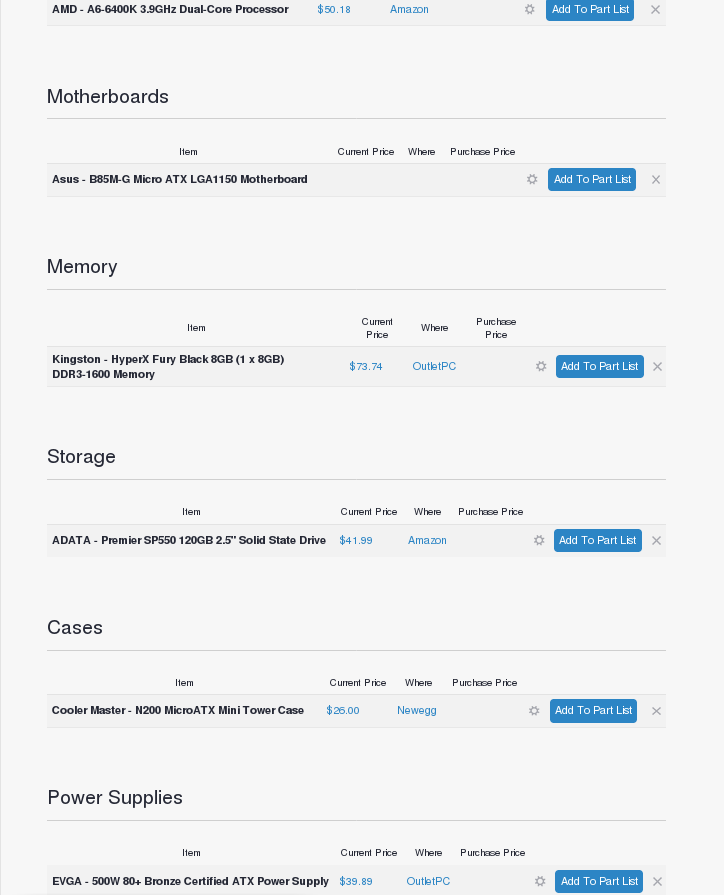 AMD - A6-6400K 3.9GHz Dual-Core Processor $50.18 Amazon Add To Part List
Motherboards
Item Current Price Where Purchase Price
Asus - B85M-G Micro ATX LGA1150 Motherboard Add To Part List
Memory
Item Current Price Where Purchase Price
Kingston - HyperX Fury Black 8GB (1 x 8GB)
DDR3-1600 Memory $73.74 OutletPC Add To Part List
Storage
Item Current Price Where Purchase Price
ADATA - Premier SP550 120GB 2.5" Solid State Drive $41.99 Amazon Add To Part List
Cases
Item Current Price Where Purchase Price
Cooler Master - N200 MicroATX Mini Tower Case $26.00 Newegg Add To Part List
Power Supplies
Item Current Price Where Purchase Price
EVGA - 500W 80+ Bronze Certified ATX Power Supply $39.89 OutletPC Add To Part List